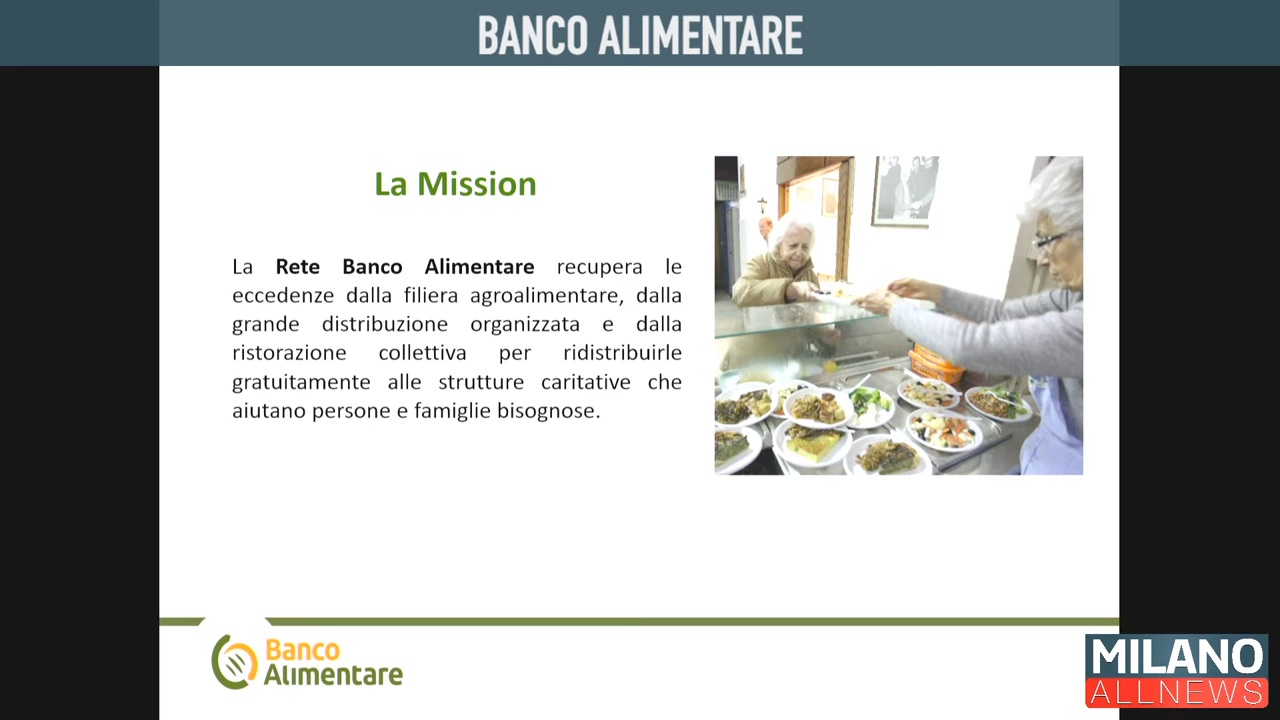 BANCO ALIMENTARE
La Mission
La Rete Banco Alimentare recupera le
eccedenze dalla filiera agroalimentare, dalla
grande distribuzione organizzata e dalla
ristorazione collettiva per ridistribuirle
gratuitamente alle strutture caritative che
aiutano persone e famiglie bisognose.
Banco
Alimentare
MILANO
ALLNEWS